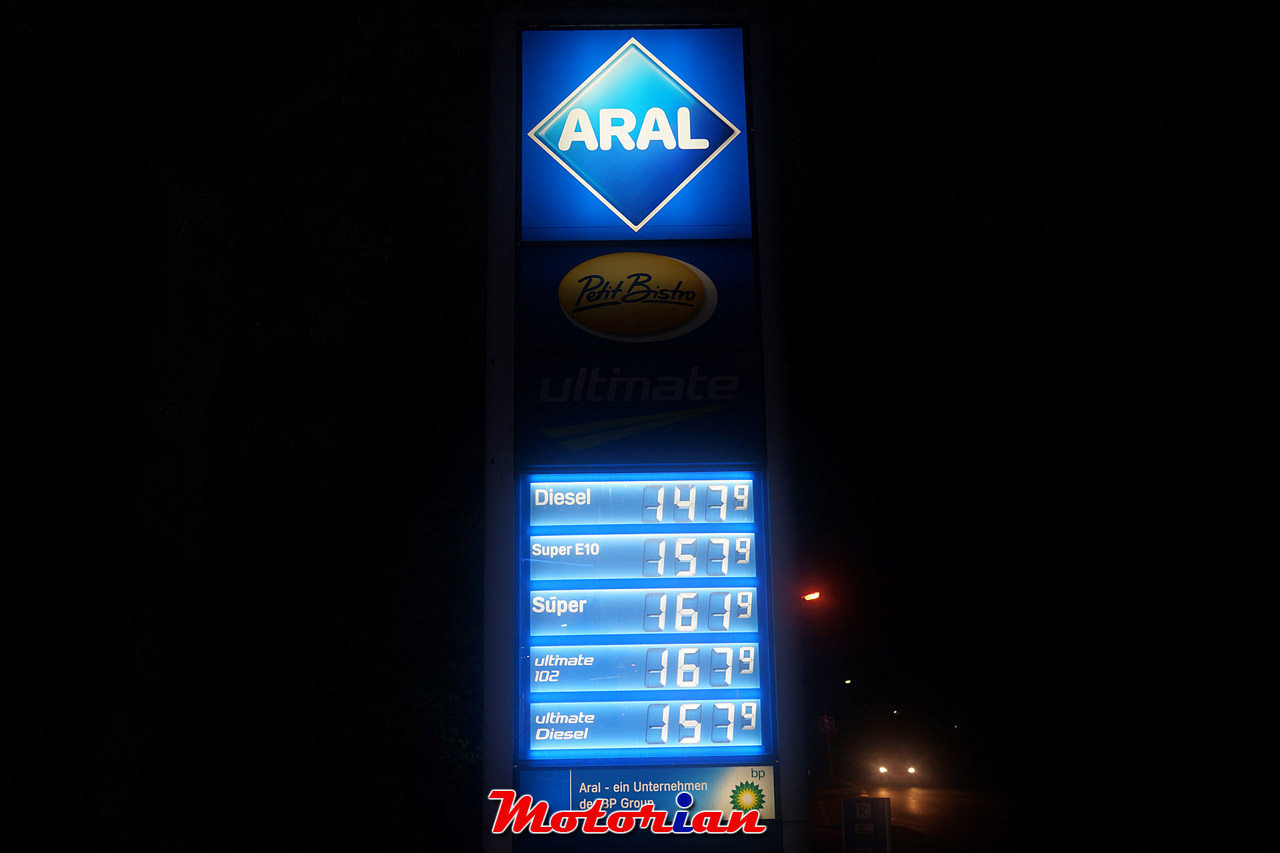 ARAL
Petit Bistro
ultimate
Diesel 147 9
Super E10 157 9
Super 161 9
ultimate
102 167 9
ultimate
Diesel 157 9
bp
Aral - ein Unternehmen
der BP Group
Motorian